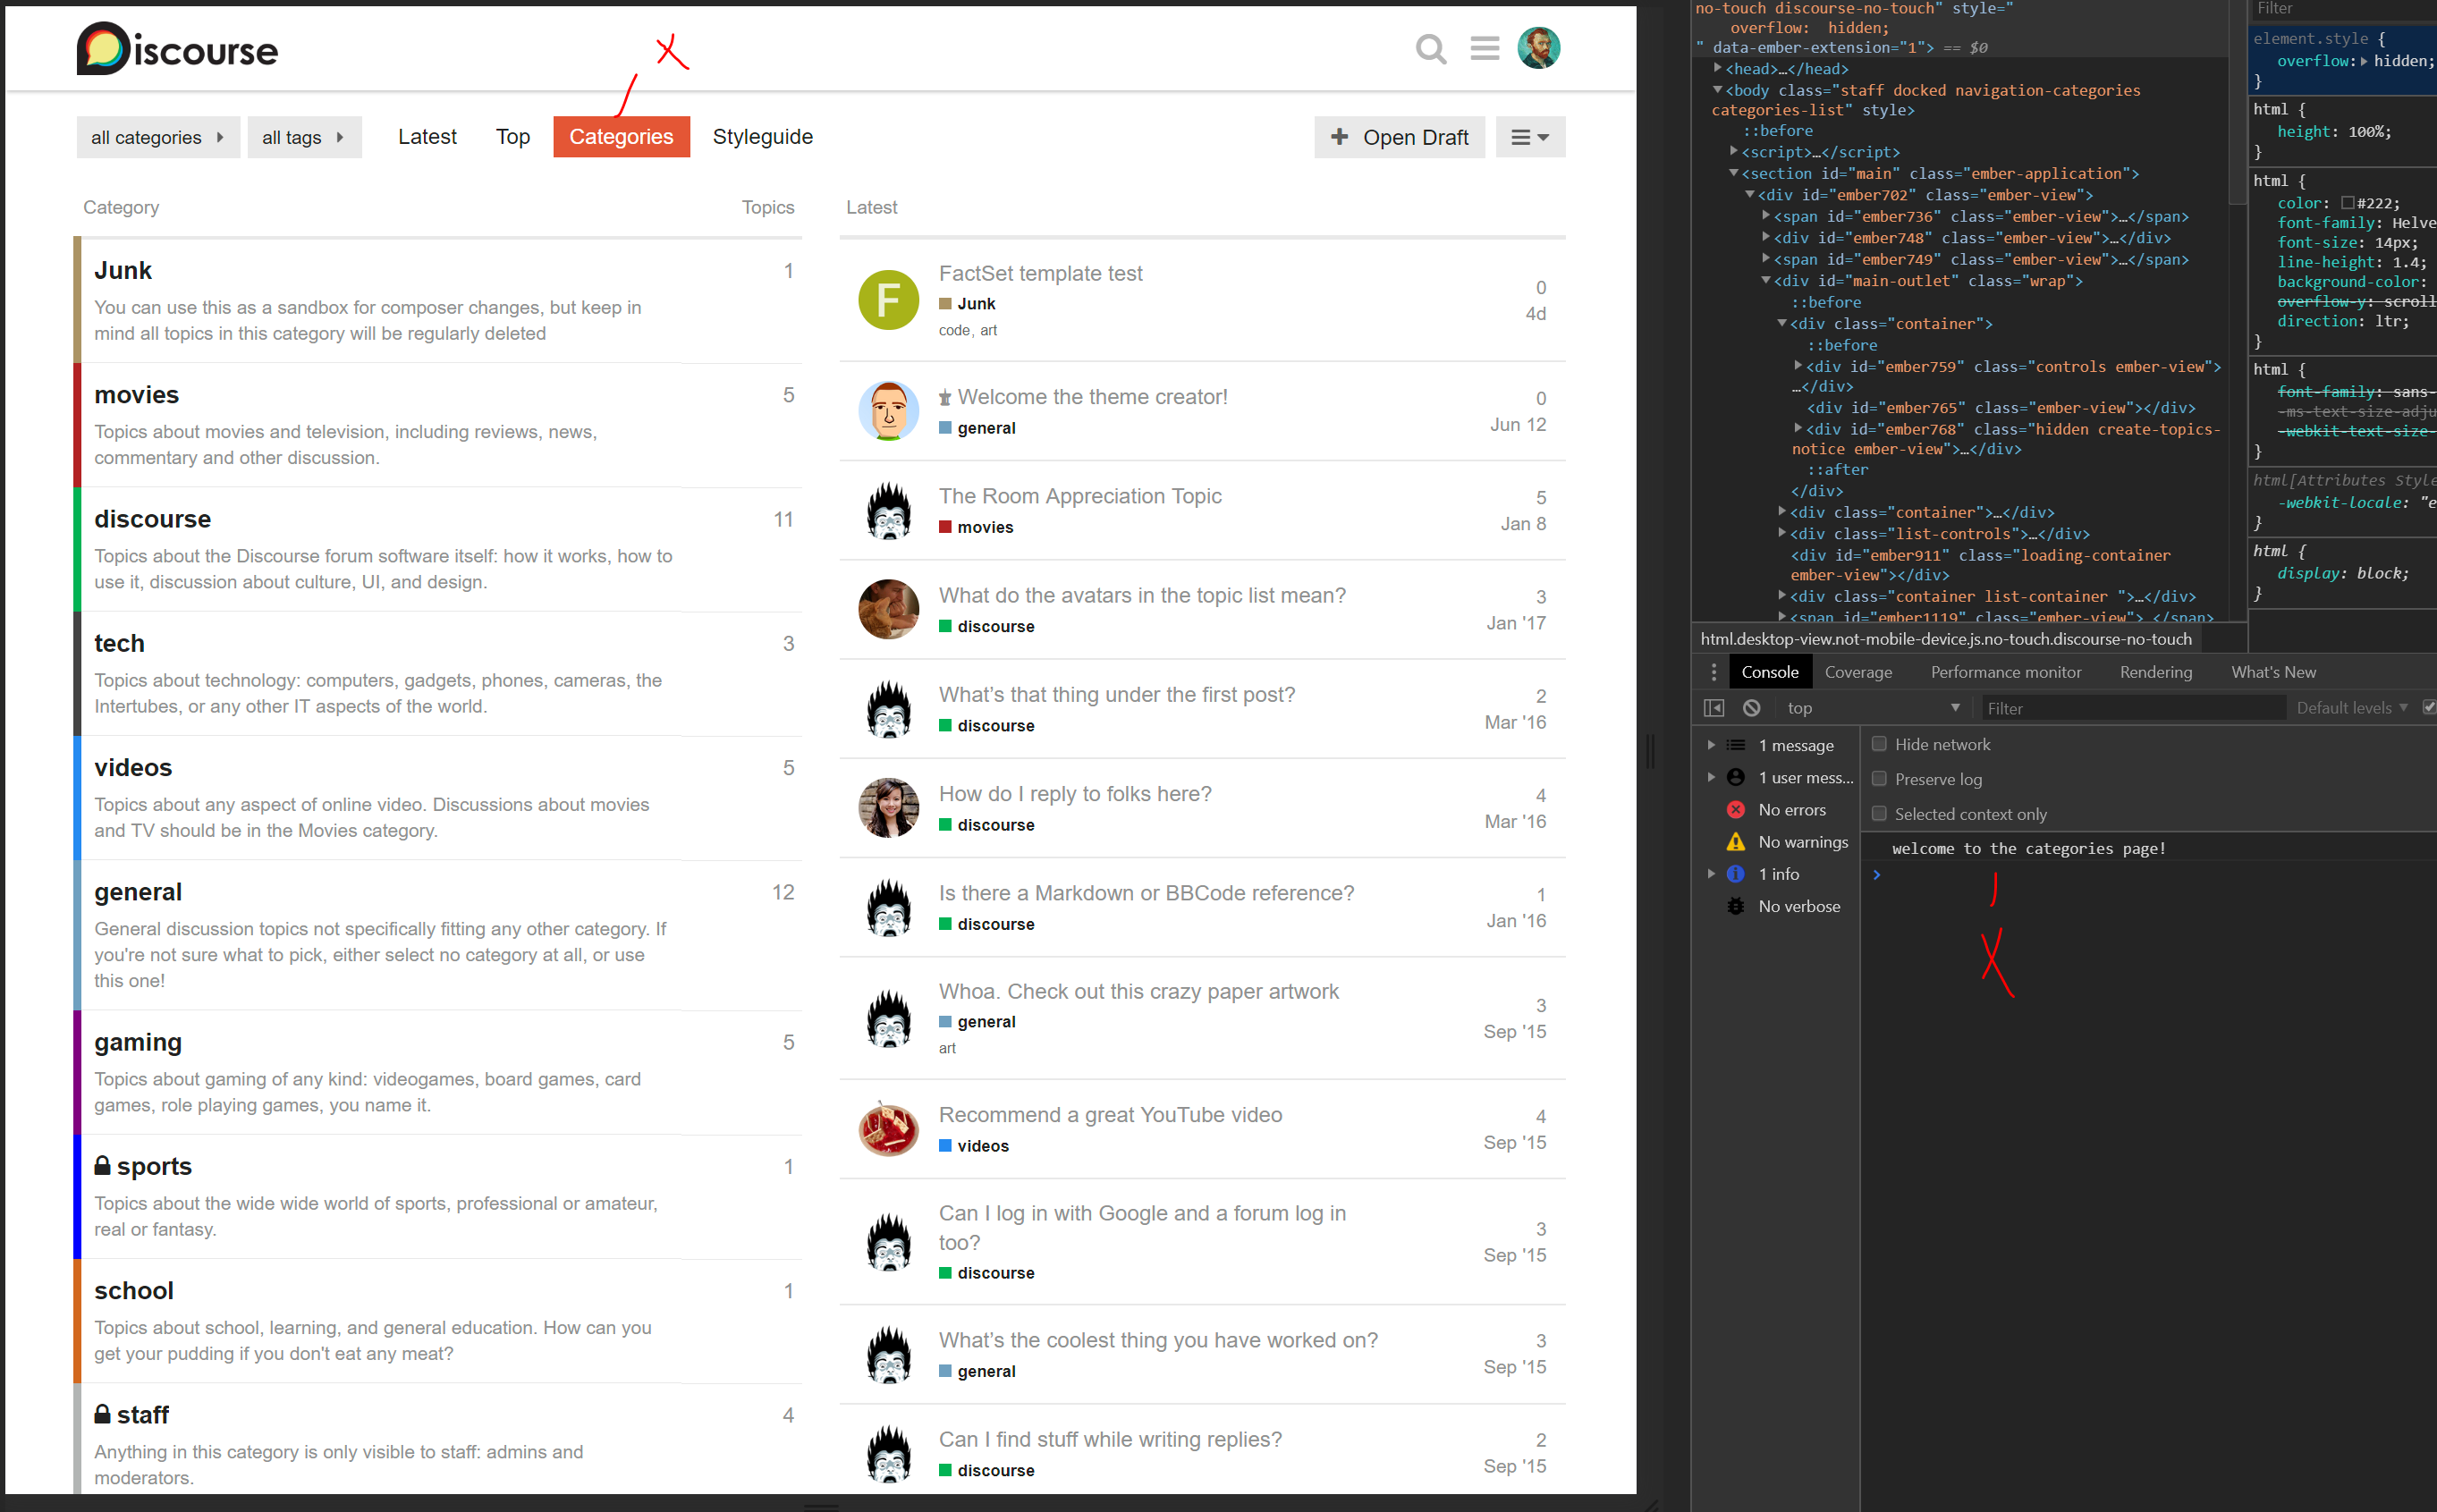 Discourse
x
all categories
all tags
Latest
Top
Categories
Styleguide
+ Open Draft
Category Topics
Junk 1
You can use this as a sandbox for composer changes, but keep in
mind all topics in this category will be regularly deleted
movies 5
Topics about movies and television, including reviews, news,
commentary and other discussion.
discourse 11
Topics about the Discourse forum software itself: how it works, how to
use it, discussion about culture, UI, and design.
tech 3
Topics about technology: computers, gadgets, phones, cameras, the
Intertubes, or any other IT aspects of the world.
videos 5
Topics about any aspect of online video. Discussions about movies
and TV should be in the Movies category.
general 12
General discussion topics not specifically fitting any other category. If
you're not sure what to pick, either select no category at all, or use
this one!
gaming 5
Topics about gaming of any kind: videogames, board games, card
games, role playing games, you name it.
sports 1
Topics about the wide wide world of sports, professional or amateur,
real or fantasy.
school 1
Topics about school, learning, and general education. How can you
get your pudding if you don't eat any meat?
staff 4
Anything in this category is only visible to staff: admins and
moderators.
Latest
F
FactSet template test 0
Junk 4d
code, art
Welcome the theme creator! 0
general Jun 12
The Room Appreciation Topic 5
movies Jan 8
What do the avatars in the topic list mean? 3
discourse Jan '17
What's that thing under the first post? 2
discourse Mar '16
How do I reply to folks here? 4
discourse Mar '16
Is there a Markdown or BBCode reference? 1
discourse Jan '16
Whoa. Check out this crazy paper artwork 3
general Sep '15
art
Recommend a great YouTube video 4
videos Sep '15
Can I log in with Google and a forum log in
too? 3
discourse Sep '15
What's the coolest thing you have worked on? 3
general Sep '15
Can I find stuff while writing replies? 2
discourse Sep '15
no-touch discourse-no-touch" style="
overflow: hidden;
" data-ember-extension="1"> == $0
<head>…</head>
<body class="staff docked navigation-categories
categories-list" style>
::before
<script>…</script>
<section id="main" class="ember-application">
<div id="ember702" class="ember-view">
<span id="ember736" class="ember-view">…</span>
<div id="ember748" class="ember-view">…</div>
<span id="ember749" class="ember-view">…</span>
<div id="main-outlet" class="wrap">
::before
<div class="container">
::before
<div id="ember759" class="controls ember-view">
…</div>
<div id="ember765" class="ember-view"></div>
<div id="ember768" class="hidden create-topics-
notice ember-view">…</div>
::after
</div>
<div class="container">…</div>
<div class="list-controls">…</div>
<div id="ember911" class="loading-container
ember-view"></div>
<div class="container list-container ">…</div>
<span id="ember1119" class="ember-view">…</span>
html.desktop-view.not-mobile-device.js.no-touch.discourse-no-touch
Filter
element.style {
overflow: hidden;
}
html {
height: 100%;
}
html {
color: #222;
font-family: Helve
font-size: 14px;
line-height: 1.4;
background-color:
overflow-y: scroll
direction: ltr;
}
html {
font-family: sans-
-ms-text-size-adju
-webkit-text-size-
}
html[Attributes Style
-webkit-locale: "e
}
html {
display: block;
}
Console
Coverage
Performance monitor
Rendering
What's New
top
Filter
Default levels
1 message
1 user mess...
No errors
No warnings
1 info
No verbose
Hide network
Preserve log
Selected context only
welcome to the categories page!
>
x